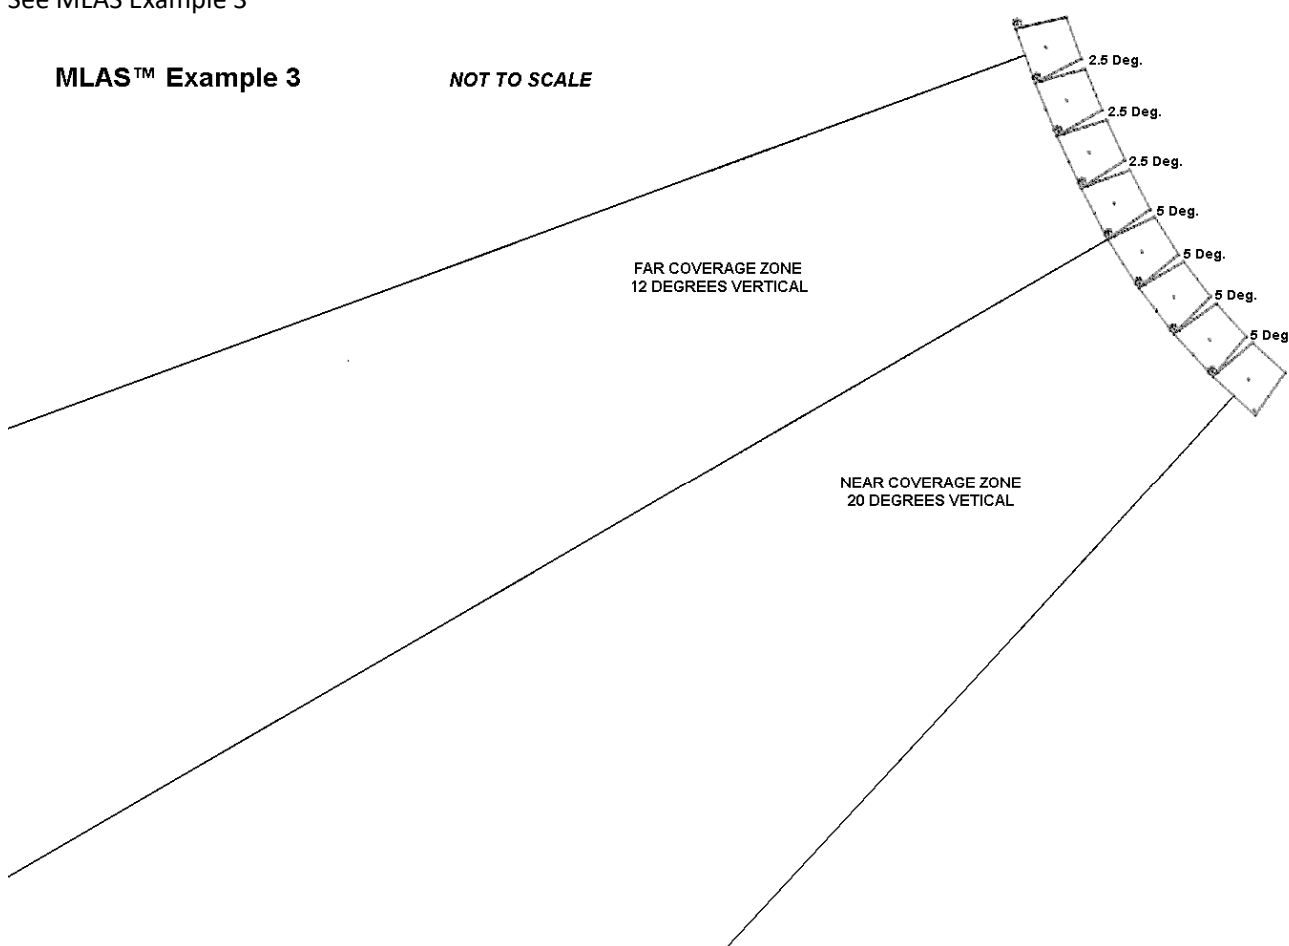 See MLAS Example 3
MLAS™ Example 3
NOT TO SCALE
2.5 Deg.
2.5 Deg.
2.5 Deg.
5 Deg.
5 Deg.
5 Deg.
5 Deg
FAR COVERAGE ZONE
12 DEGREES VERTICAL
NEAR COVERAGE ZONE
20 DEGREES VETICAL